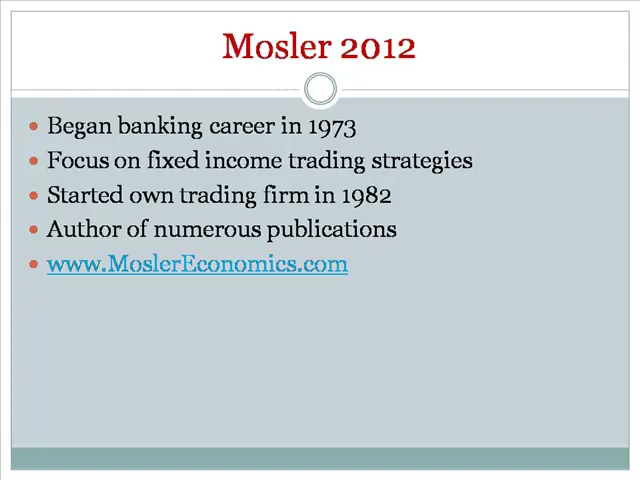 Mosler 2012
Began banking career in 1973
Focus on fixed income trading strategies
Started own trading firm in 1982
Author of numerous publications
www.MoslerEconomics.com